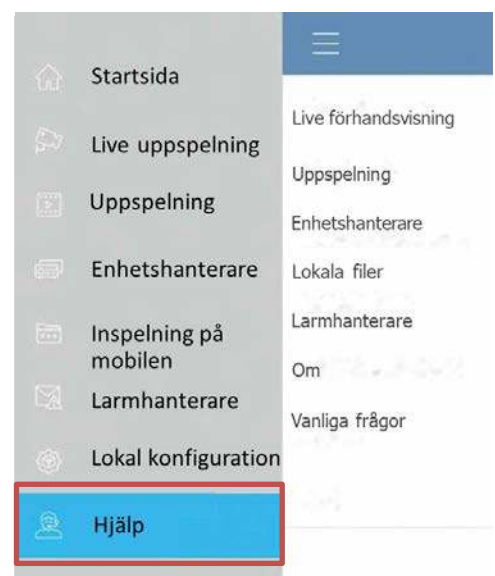 Startsida
Live uppspelning
Uppspelning
Enhetshanterare
Inspelning på
mobilen
Larmhanterare
Lokal konfiguration
Hjälp
Live förhandsvisning
Uppspelning
Enhetshanterare
Lokala filer
Larmhanterare
Om
Vanliga frågor